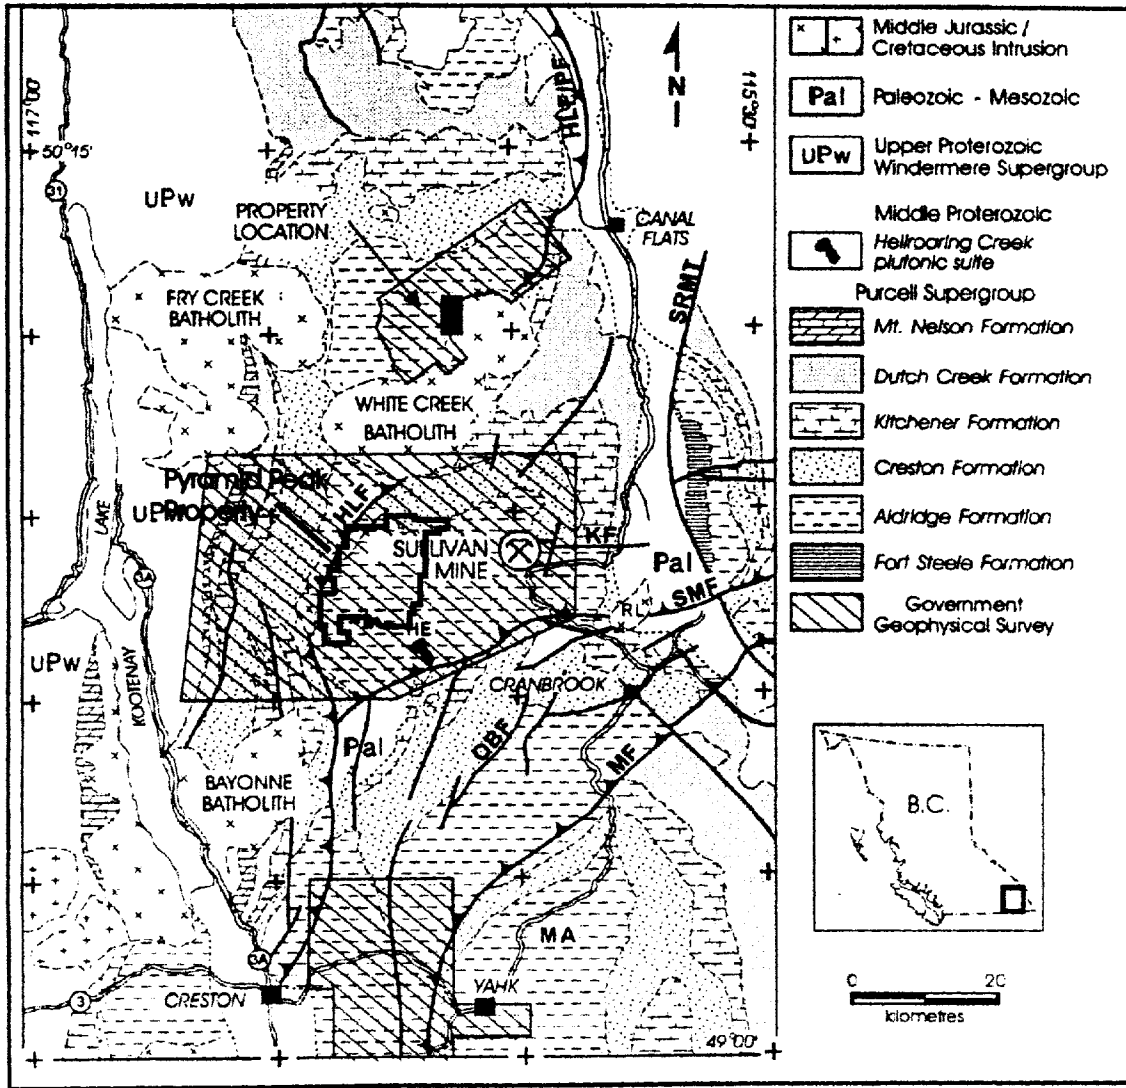 117°00'
50°15'
31
UPw
PROPERTY
LOCATION
HLF/PF
N
115°30'
CANAL
FLATS
FRY CREEK
BATHOLITH
SRMT
WHITE CREEK
BATHOLITH
Pyramid Peak
Property
UPw
HLF
SULLIVAN
MINE
KF
Pal
SMF
RL
HE
LAKE
3A
KOOTENAY
UPw
CRANBROOK
Pal
OBF
MF
BAYONNE
BATHOLITH
MA
3A
3
CRESTON
YAHK
49°00'
Middle Jurassic /
Cretaceous Intrusion
Pal
Paleozoic - Mesozoic
UPw
Upper Proterozoic
Windermere Supergroup
Middle Proterozoic
Hellroaring Creek
plutonic suite
Purcell Supergroup
Mt. Nelson Formation
Dutch Creek Formation
Kitchener Formation
Creston Formation
Aldridge Formation
Fort Steele Formation
Government
Geophysical Survey
B.C.
0 20
kilometres